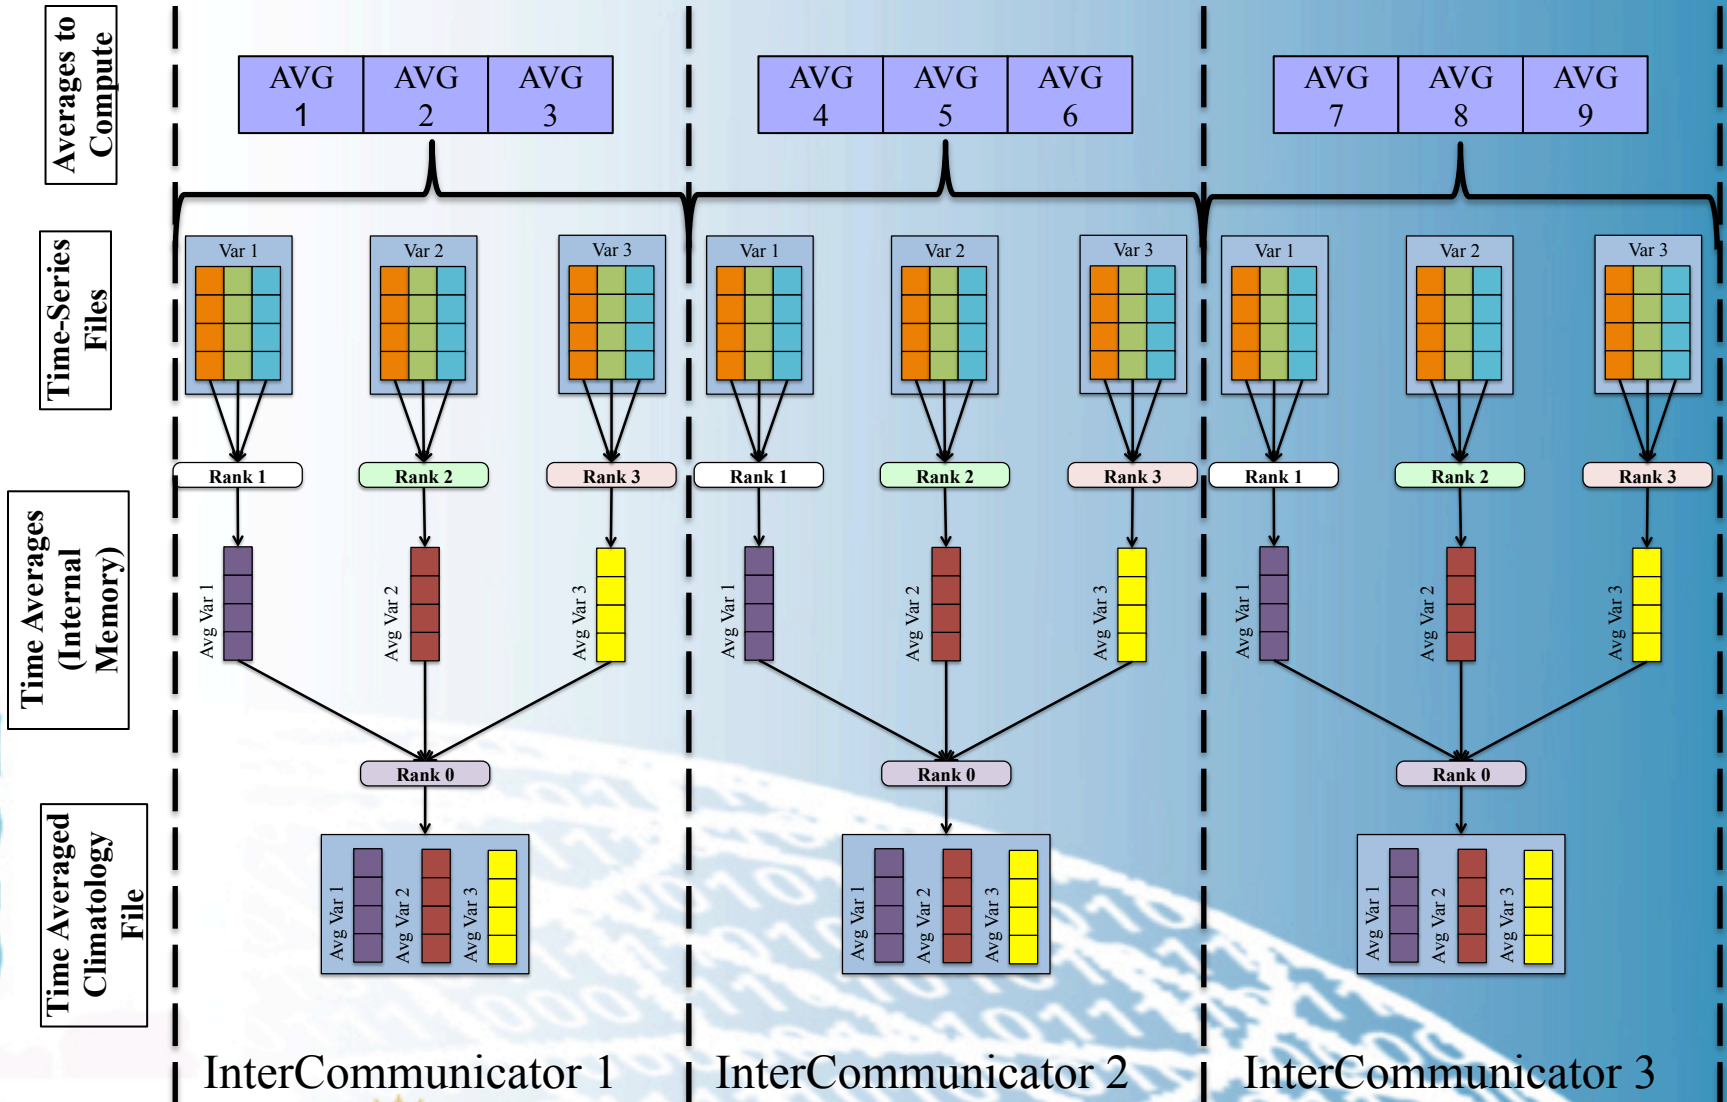 Averages to
Compute
AVG
1
AVG
2
AVG
3
AVG
4
AVG
5
AVG
6
AVG
7
AVG
8
AVG
9
Time-Series
Files
Var 1
Var 2
Var 3
Var 1
Var 2
Var 3
Var 1
Var 2
Var 3
Rank 1
Rank 2
Rank 3
Rank 1
Rank 2
Rank 3
Rank 1
Rank 2
Rank 3
Time Averages
(Internal
Memory)
Avg Var 1
Avg Var 2
Avg Var 3
Avg Var 1
Avg Var 2
Avg Var 3
Avg Var 1
Avg Var 2
Avg Var 3
Rank 0
Rank 0
Rank 0
Time Averaged
Climatology
File
Avg Var 1
Avg Var 2
Avg Var 3
Avg Var 1
Avg Var 2
Avg Var 3
Avg Var 1
Avg Var 2
Avg Var 3
InterCommunicator 1
InterCommunicator 2
InterCommunicator 3